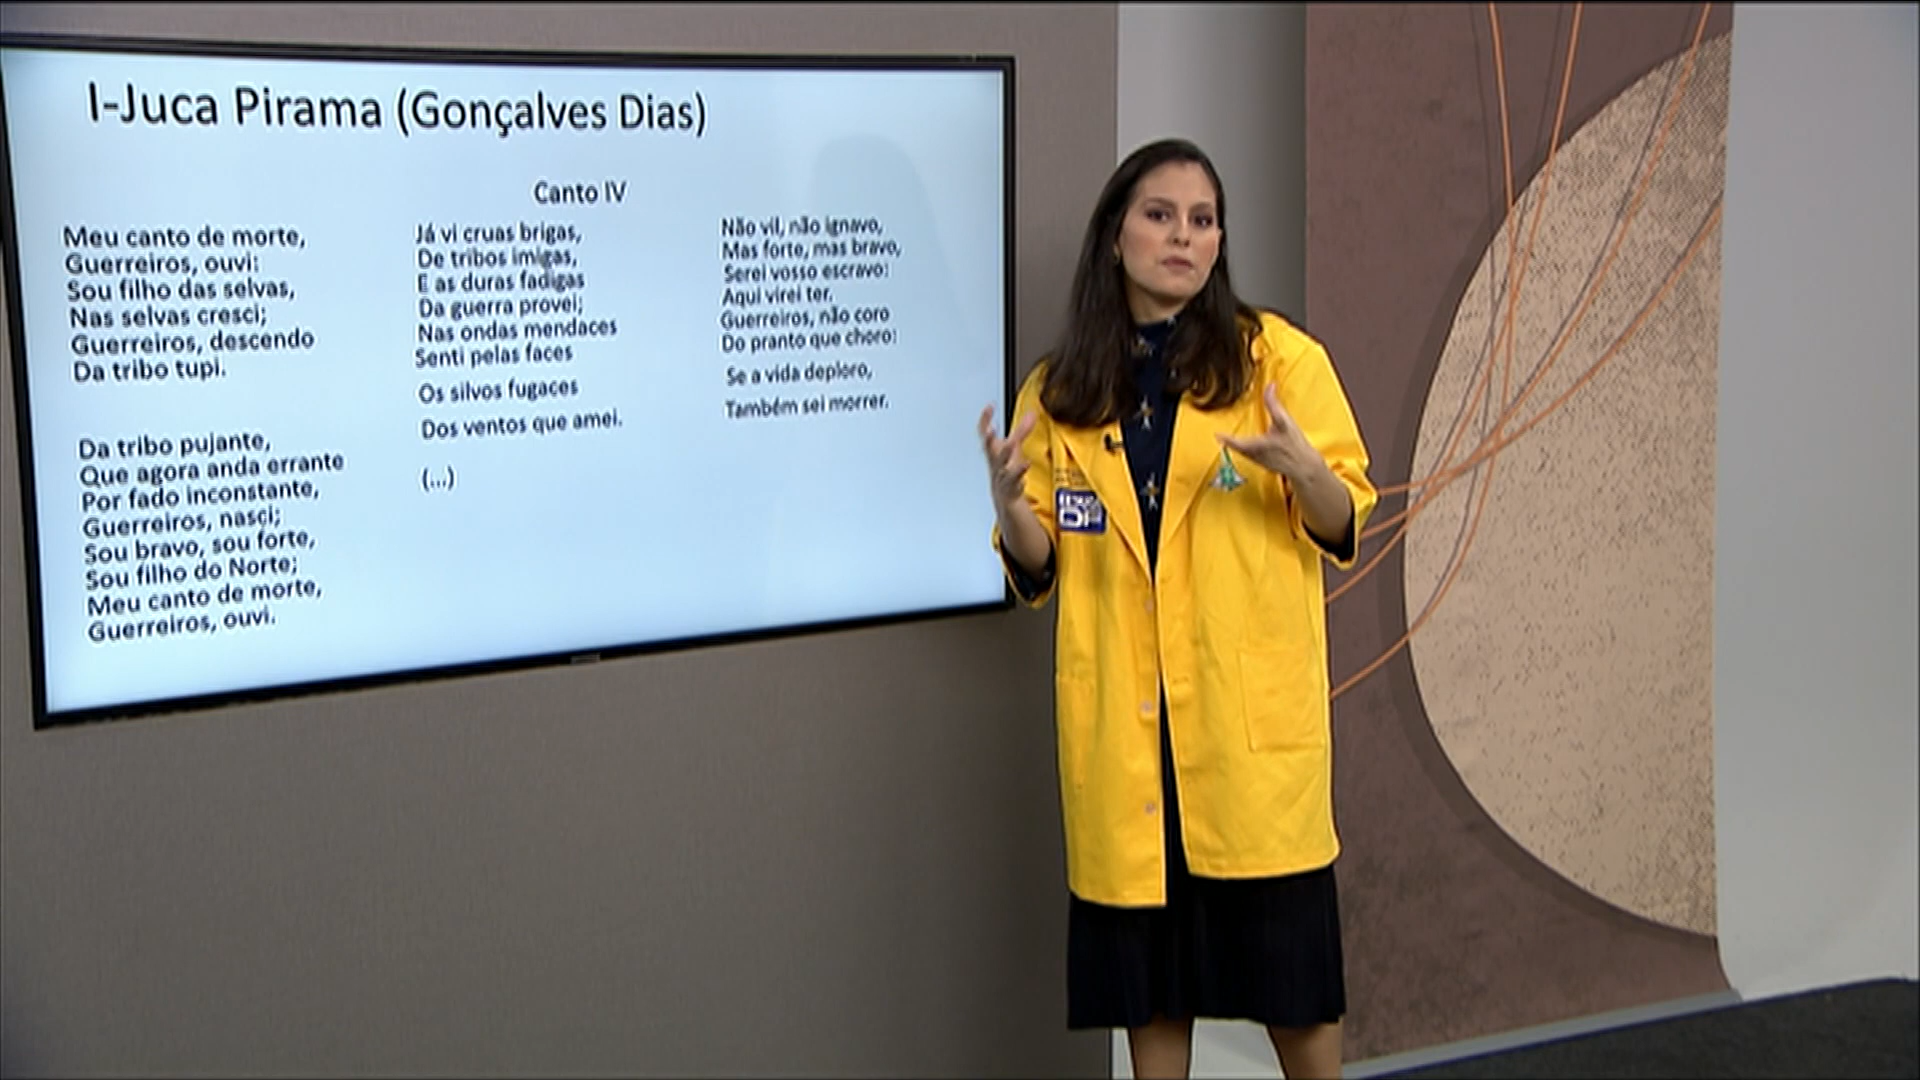 I-Juca Pirama (Gonçalves Dias)
Canto IV
Meu canto de morte,
Guerreiros, ouvi:
Sou filho das selvas,
Nas selvas cresci;
Guerreiros, descendo
Da tribo tupi.
Da tribo pujante,
Que agora anda errante
Por fado inconstante,
Guerreiros, nasci;
Sou bravo, sou forte,
Sou filho do Norte;
Meu canto de morte,
Guerreiros, ouvi.
Já vi cruas brigas,
De tribos imigas,
E as duras fadigas
Da guerra provei;
Nas ondas mendaces
Senti pelas faces
Os silvos fugaces
Dos ventos que amei.
(...)
Não vil, não ignavo,
Mas forte, mas bravo,
Serei vosso escravo:
Aqui virei ter.
Guerreiros, não coro
Do pranto que choro:
Se a vida deploro,
Também sei morrer.